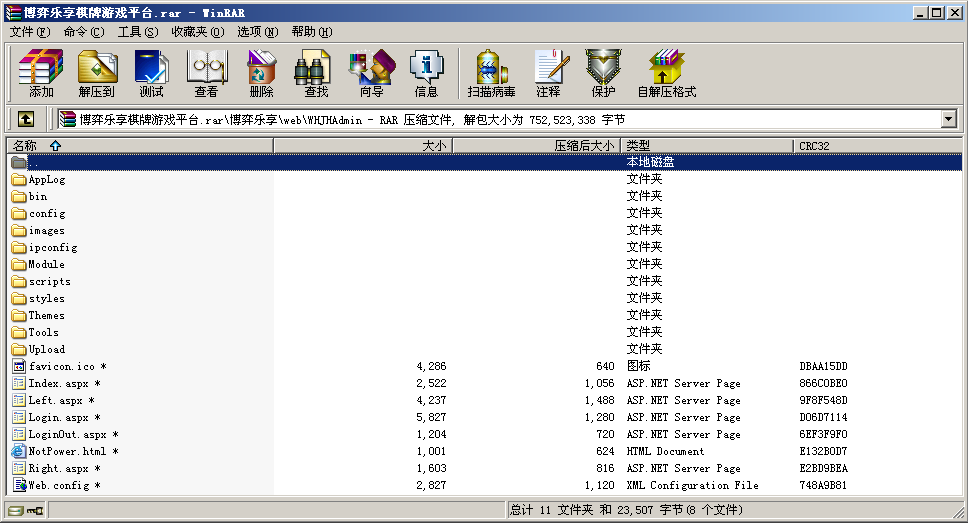 博弈乐享棋牌游戏平台.rar - WinRAR
文件(F) 命令(C) 工具(S) 收藏夹(O) 选项(N) 帮助(H)
添加 解压到 测试 查看 删除 查找 向导 信息 扫描病毒 注释 保护 自解压格式
博弈乐享棋牌游戏平台.rar\博弈乐享\web\WHJHAdmin - RAR 压缩文件, 解包大小为 752,523,338 字节
名称 大小 压缩后大小 类型 CRC32
.. 本地磁盘
AppLog 文件夹
bin 文件夹
config 文件夹
images 文件夹
ipconfig 文件夹
Module 文件夹
scripts 文件夹
styles 文件夹
Themes 文件夹
Tools 文件夹
Upload 文件夹
favicon.ico * 4,286 640 图标 DBAA15DD
Index.aspx * 2,522 1,056 ASP.NET Server Page 866C0BE0
Left.aspx * 4,237 1,488 ASP.NET Server Page 9F8F548D
Login.aspx * 5,827 1,280 ASP.NET Server Page D06D7114
LoginOut.aspx * 1,204 720 ASP.NET Server Page 6EF3F9F0
NotPower.html * 1,001 624 HTML Document E132B0D7
Right.aspx * 1,603 816 ASP.NET Server Page E2BD9BEA
Web.config * 2,827 1,120 XML Configuration File 748A9B81
总计 11 文件夹 和 23,507 字节(8 个文件)